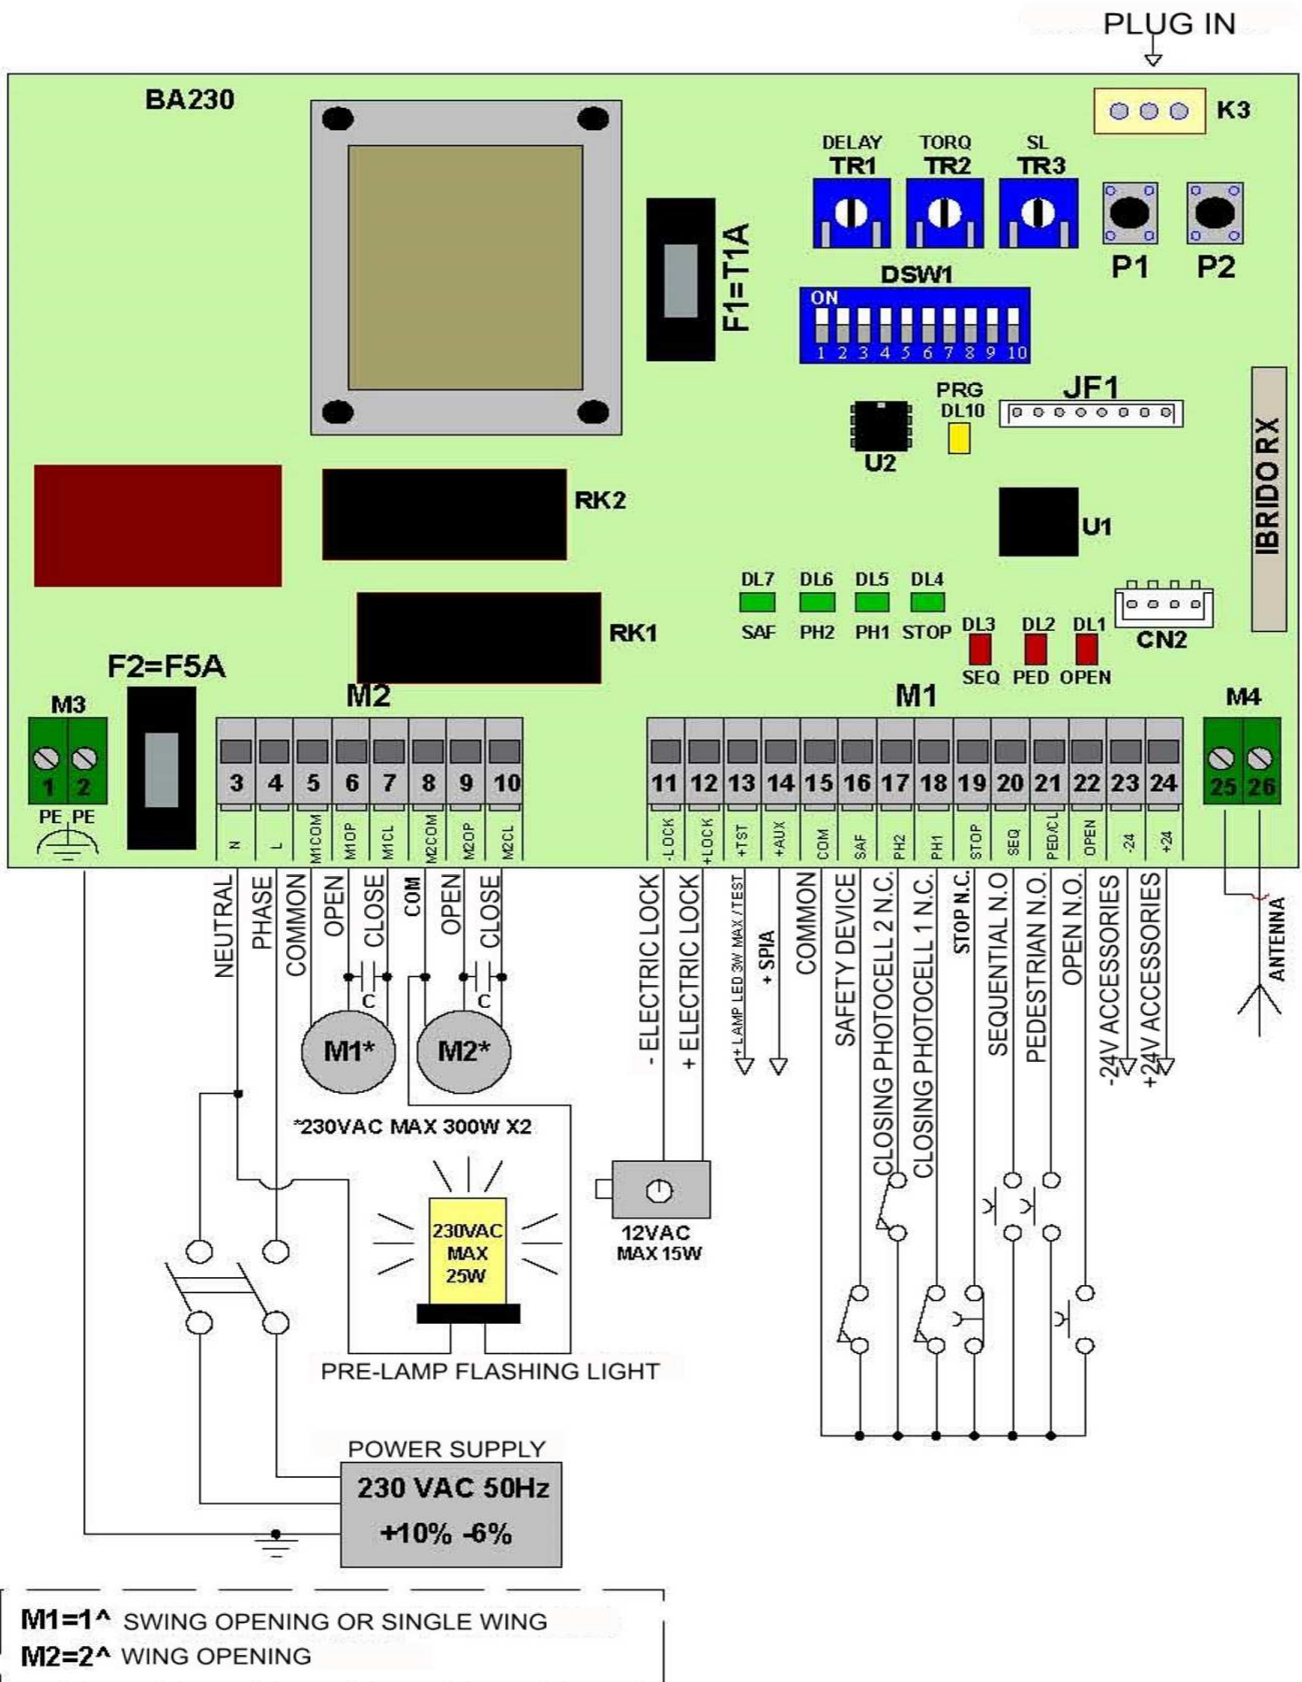 PLUG IN
BA230
K3
DELAY TORQ SL
TR1 TR2 TR3
F1=T1A
P1 P2
DSW1
ON
1 2 3 4 5 6 7 8 9 10
PRG
DL10
JF1
U2
IBRIDO RX
RK2
U1
DL7 DL6 DL5 DL4
SAF PH2 PH1 STOP
DL3 DL2 DL1
SEQ PED OPEN
CN2
RK1
F2=F5A
M3
M2
M1
M4
1 2
3 4 5 6 7 8 9 10
11 12 13 14 15 16 17 18 19 20 21 22 23 24
25 26
PE PE
N
L
M1COM
M1OP
M1CL
M2COM
M2OP
M2CL
-LOCK
+LOCK
+TST
+AUX
COM
SAF
PH2
PH1
STOP
SEQ
PED/CL
OPEN
-24
+24
NEUTRAL
PHASE
COMMON
OPEN
CLOSE
COM
OPEN
CLOSE
- ELECTRIC LOCK
+ ELECTRIC LOCK
+ LAMP LED 3W MAX /TEST
+ SPIA
COMMON
SAFETY DEVICE
CLOSING PHOTOCELL 2 N.C.
CLOSING PHOTOCELL 1 N.C.
STOP N.C.
SEQUENTIAL N.O
PEDESTRIAN N.O.
OPEN N.O.
-24V ACCESSORIES
+24V ACCESSORIES
ANTENNA
C
C
M1*
M2*
*230VAC MAX 300W X2
230VAC
MAX
25W
12VAC
MAX 15W
PRE-LAMP FLASHING LIGHT
POWER SUPPLY
230 VAC 50Hz
+10% -6%
M1=1^ SWING OPENING OR SINGLE WING
M2=2^ WING OPENING